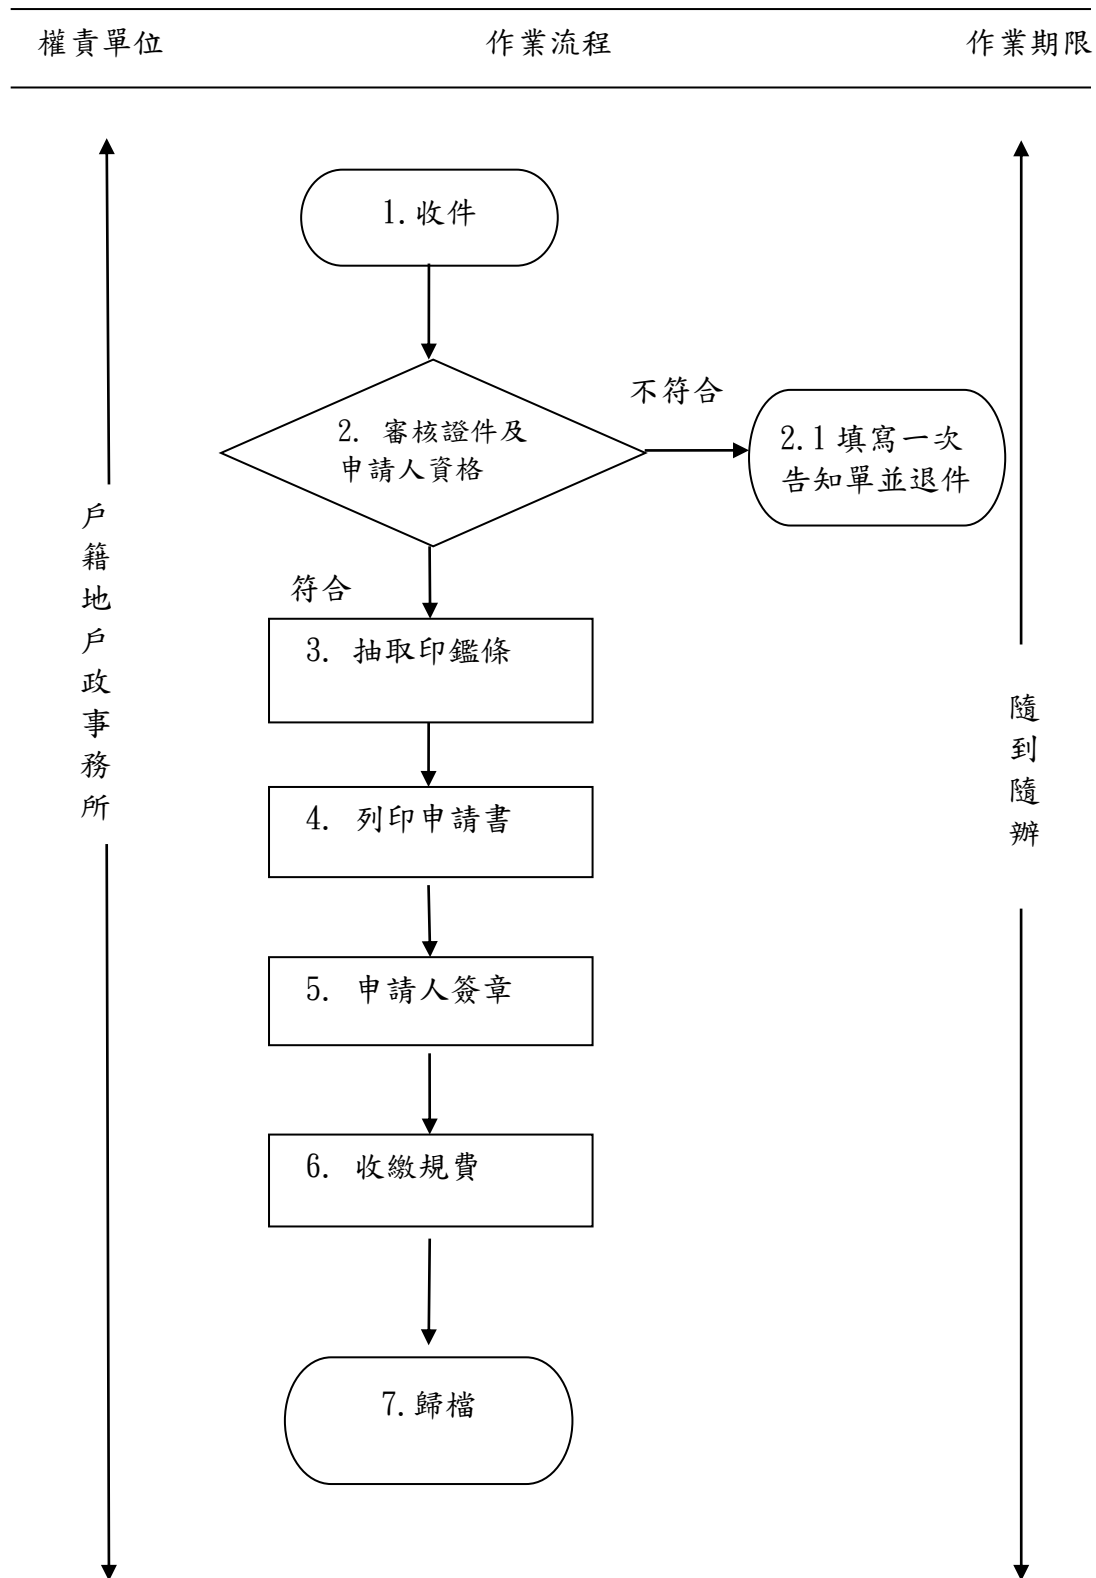 權責單位 作業流程 作業期限
1.收件
不符合
2. 審核證件及
申請人資格
2.1 填寫一次
告知單並退件
符合
3. 抽取印鑑條
4. 列印申請書
5. 申請人簽章
6. 收繳規費
7.歸檔
戶籍地戶政事務所
隨到隨辦